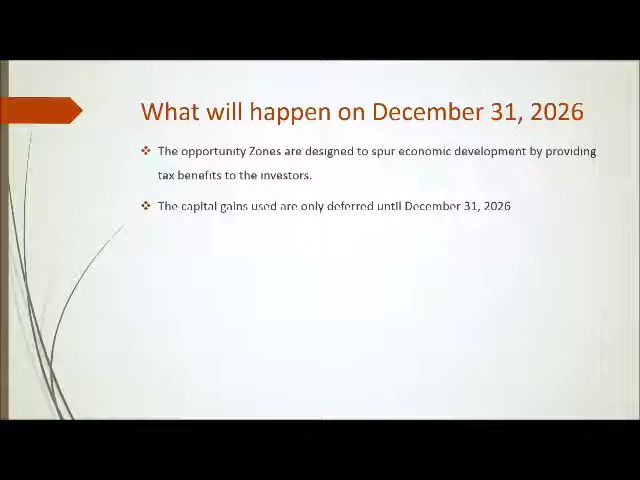 What will happen on December 31, 2026
The opportunity Zones are designed to spur economic development by providing
tax benefits to the investors.
The capital gains used are only deferred until December 31, 2026